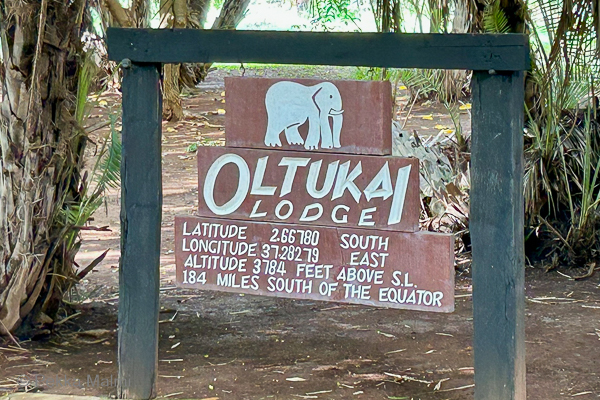 OLTUKAI
LODGE
LATITUDE 2.66780 SOUTH
LONGITUDE 37.28279 EAST
ALTITUDE 3784 FEET ABOVE S.L.
184 MILES SOUTH OF THE EQUATOR